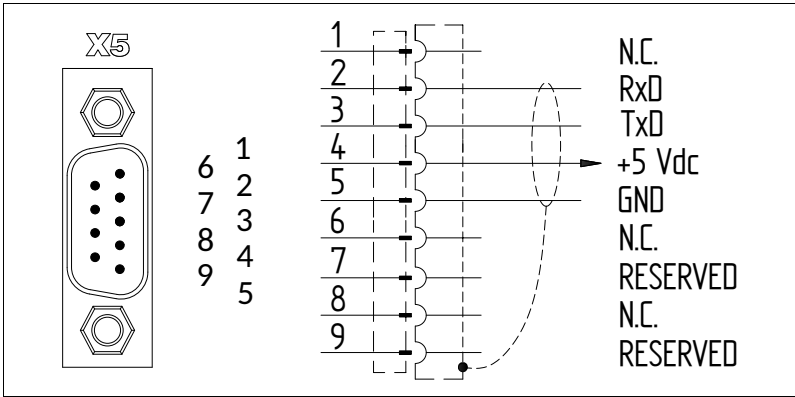 X5
6 1
7 2
8 3
9 4
5
1 N.C.
2 RxD
3 TxD
4 +5 Vdc
5 GND
6 N.C.
7 RESERVED
8 N.C.
9 RESERVED